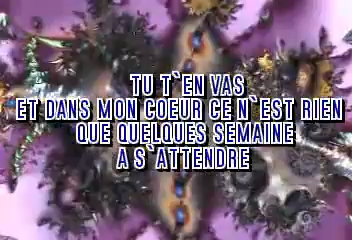 TU T`EN VAS
ET DANS MON COEUR CE N`EST RIEN
QUE QUELQUES SEMAINE
A S`ATTENDRE